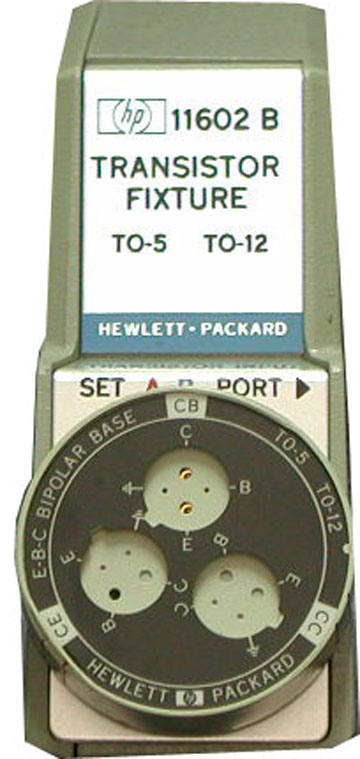 hp 11602 B
TRANSISTOR
FIXTURE
TO-5 TO-12
HEWLETT • PACKARD
SET A B PORT ▶
CB
E-B-C BIPOLAR BASE
TO-5 TO-12
C
B
E
E
B
C
B
E
C
CE
CC
HEWLETT hp PACKARD